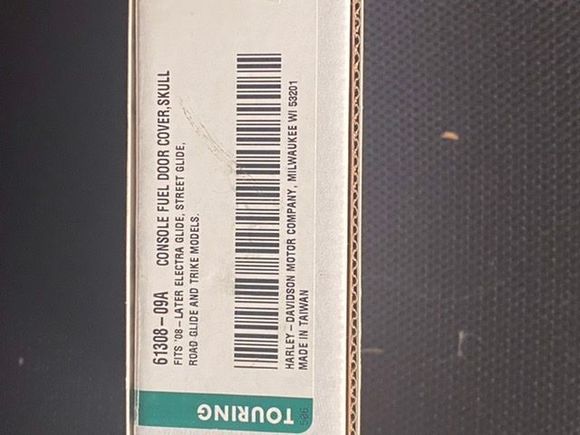 61308-09A CONSOLE FUEL DOOR COVER,SKULL
FITS '08-LATER ELECTRA GLIDE, STREET GLIDE,
ROAD GLIDE AND TRIKE MODELS.
HARLEY-DAVIDSON MOTOR COMPANY, MILWAUKEE WI 53201
MADE IN TAIWAN
TOURING